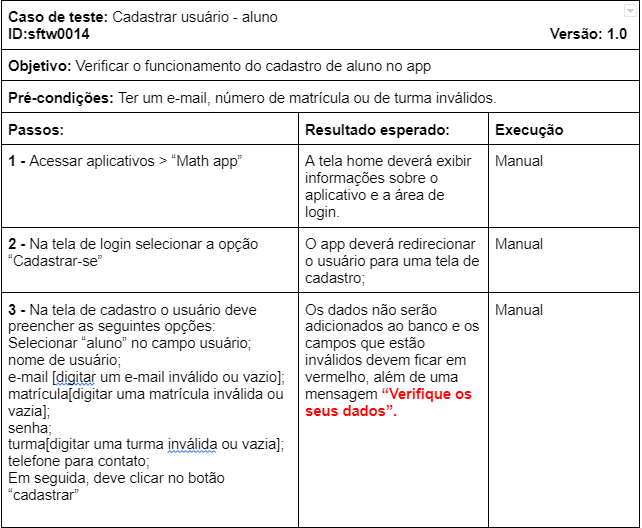 Caso de teste: Cadastrar usuário - aluno
ID:sftw0014 Versão: 1.0
Objetivo: Verificar o funcionamento do cadastro de aluno no app
Pré-condições: Ter um e-mail, número de matrícula ou de turma inválidos.
Passos: Resultado esperado: Execução
1 - Acessar aplicativos > “Math app”
A tela home deverá exibir
informações sobre o
aplicativo e a área de
login.
Manual
2 - Na tela de login selecionar a opção
“Cadastrar-se”
O app deverá redirecionar
o usuário para uma tela de
cadastro;
Manual
3 - Na tela de cadastro o usuário deve
preencher as seguintes opções:
Selecionar “aluno” no campo usuário;
nome de usuário;
e-mail [digitar um e-mail inválido ou vazio];
matrícula[digitar uma matrícula inválida ou
vazia];
senha;
turma[digitar uma turma inválida ou vazia];
telefone para contato;
Em seguida, deve clicar no botão
“cadastrar”
Os dados não serão
adicionados ao banco e os
campos que estão
inválidos devem ficar em
vermelho, além de uma
mensagem “Verifique os
seus dados”.
Manual